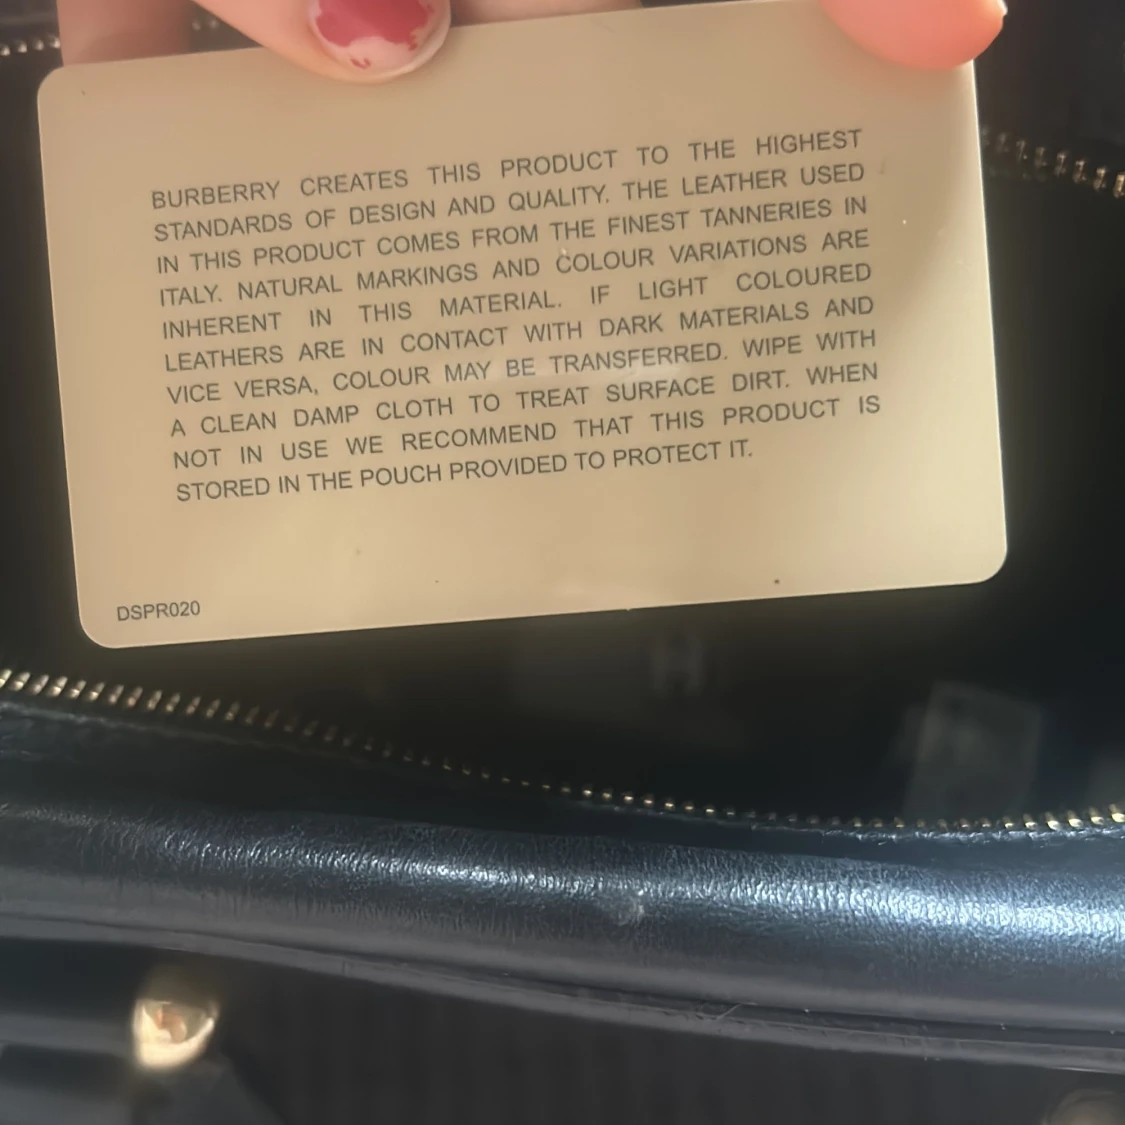 BURBERRY CREATES THIS PRODUCT TO THE HIGHEST
STANDARDS OF DESIGN AND QUALITY. THE LEATHER USED
IN THIS PRODUCT COMES FROM THE FINEST TANNERIES IN
ITALY. NATURAL MARKINGS AND COLOUR VARIATIONS ARE
INHERENT IN THIS MATERIAL. IF LIGHT COLOURED
LEATHERS ARE IN CONTACT WITH DARK MATERIALS AND
VICE VERSA, COLOUR MAY BE TRANSFERRED. WIPE WITH
A CLEAN DAMP CLOTH TO TREAT SURFACE DIRT. WHEN
NOT IN USE WE RECOMMEND THAT THIS PRODUCT IS
STORED IN THE POUCH PROVIDED TO PROTECT IT.
DSPR020
H